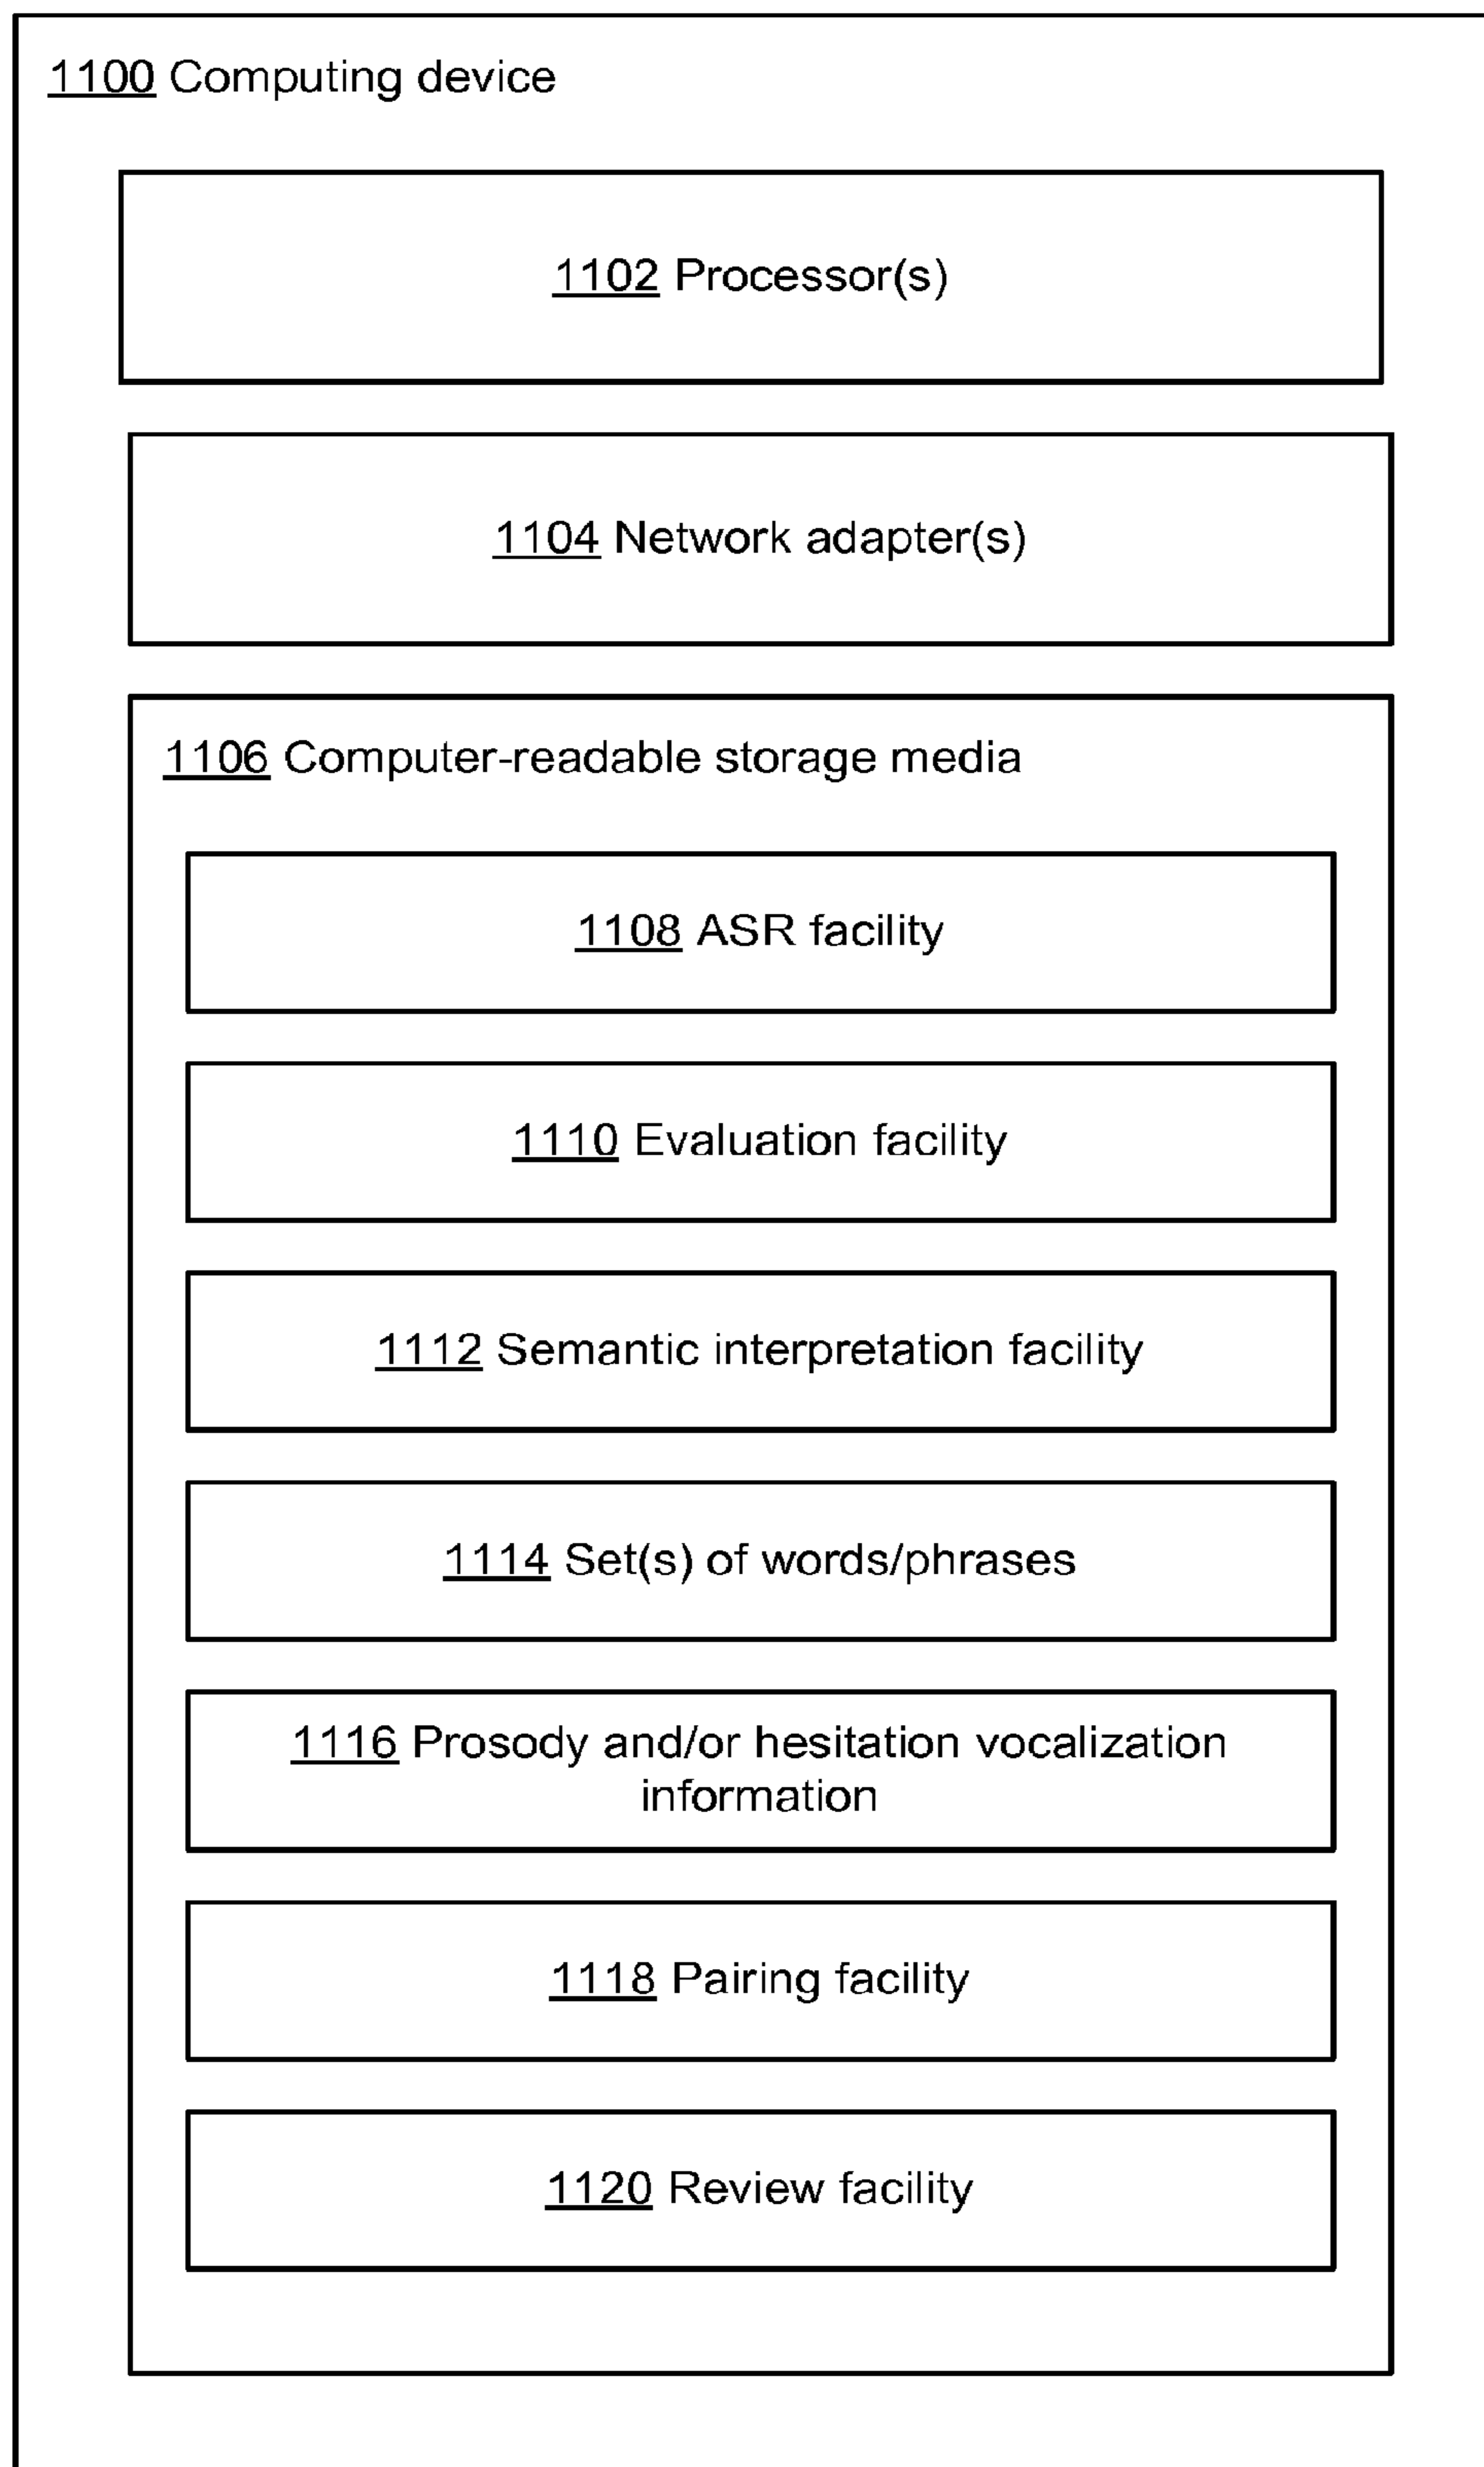 1100 Computing device
1102 Processor(s)
1104 Network adapter(s)
1106 Computer-readable storage media
1108 ASR facility
1110 Evaluation facility
1112 Semantic interpretation facility
1114 Set(s) of words/phrases
1116 Prosody and/or hesitation vocalization
information
1118 Pairing facility
1120 Review facility